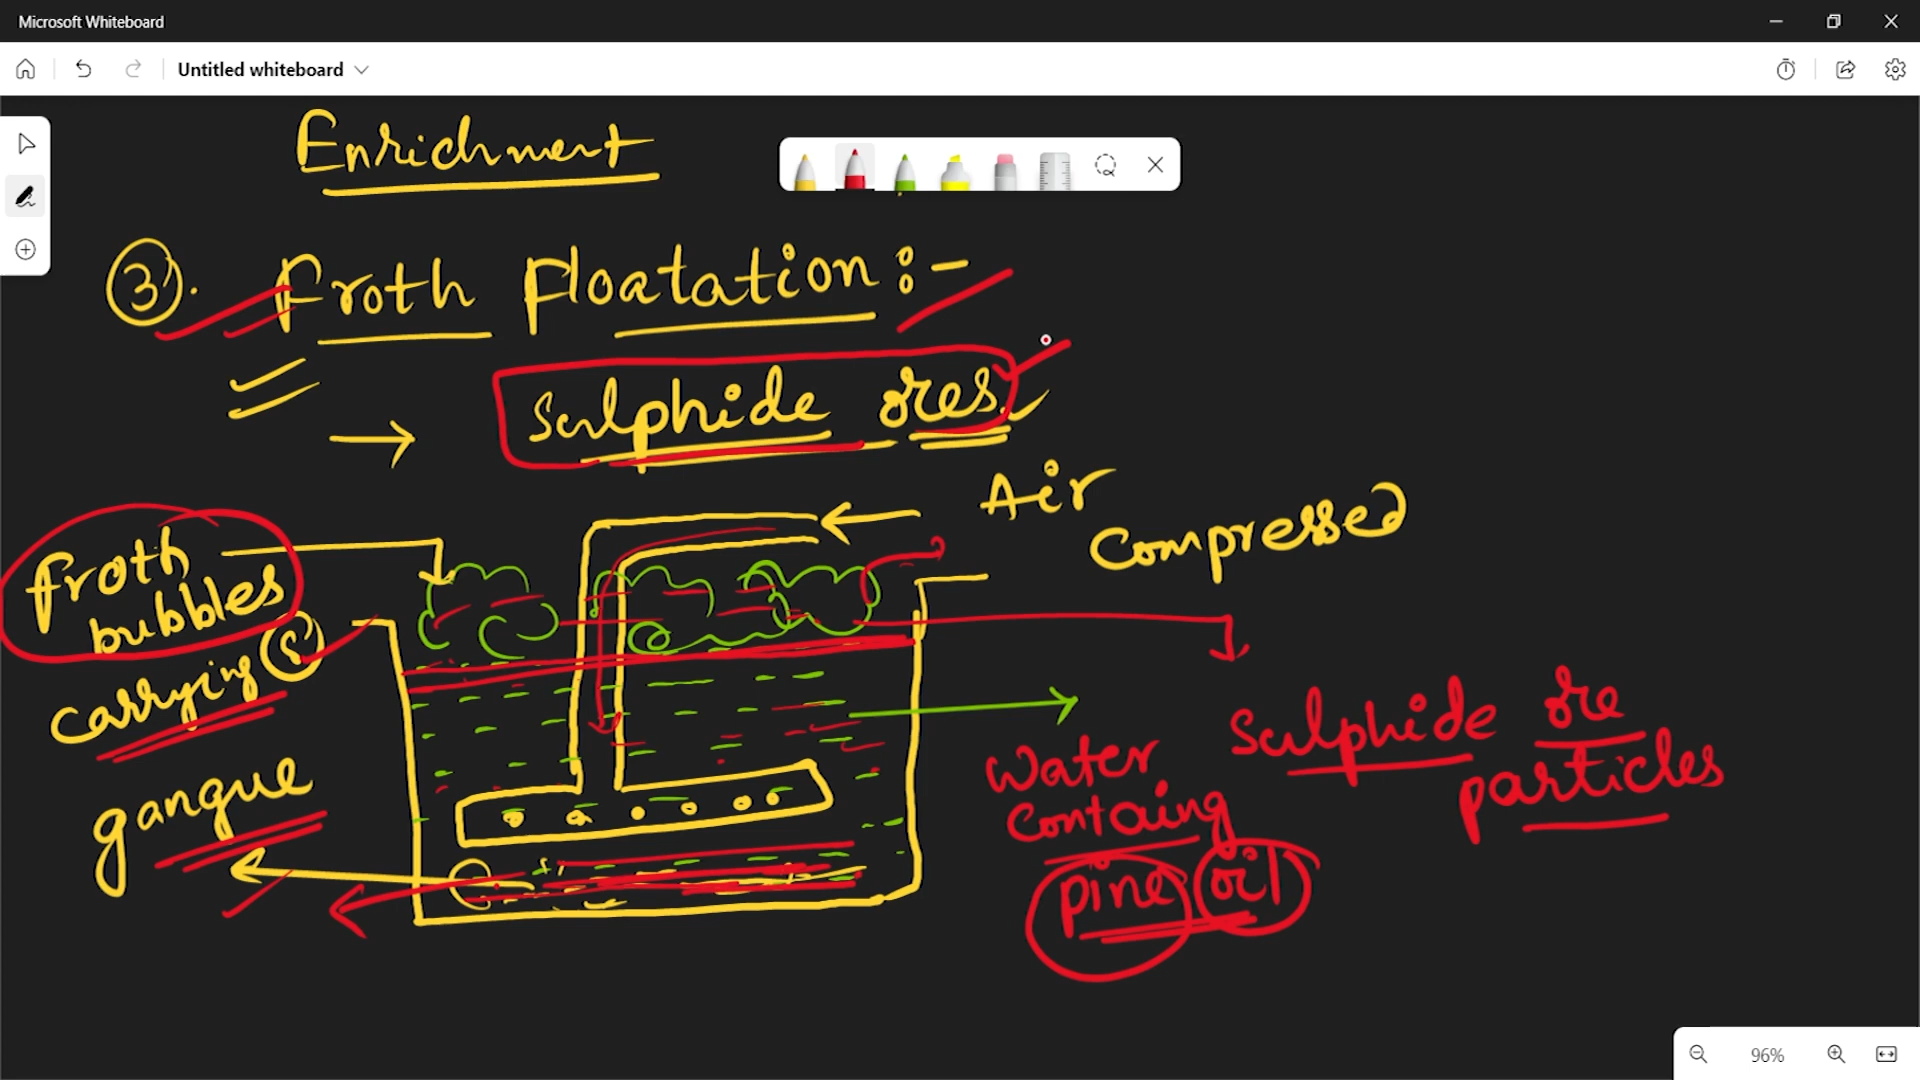 Microsoft Whiteboard
Untitled whiteboard
Enrichment
3. Froth Floatation :-
Sulphide ores
Air
Compressed
froth
bubbles
carrying S
gangue
Water
Containg
pine oil
Sulphide ore
particles
96%